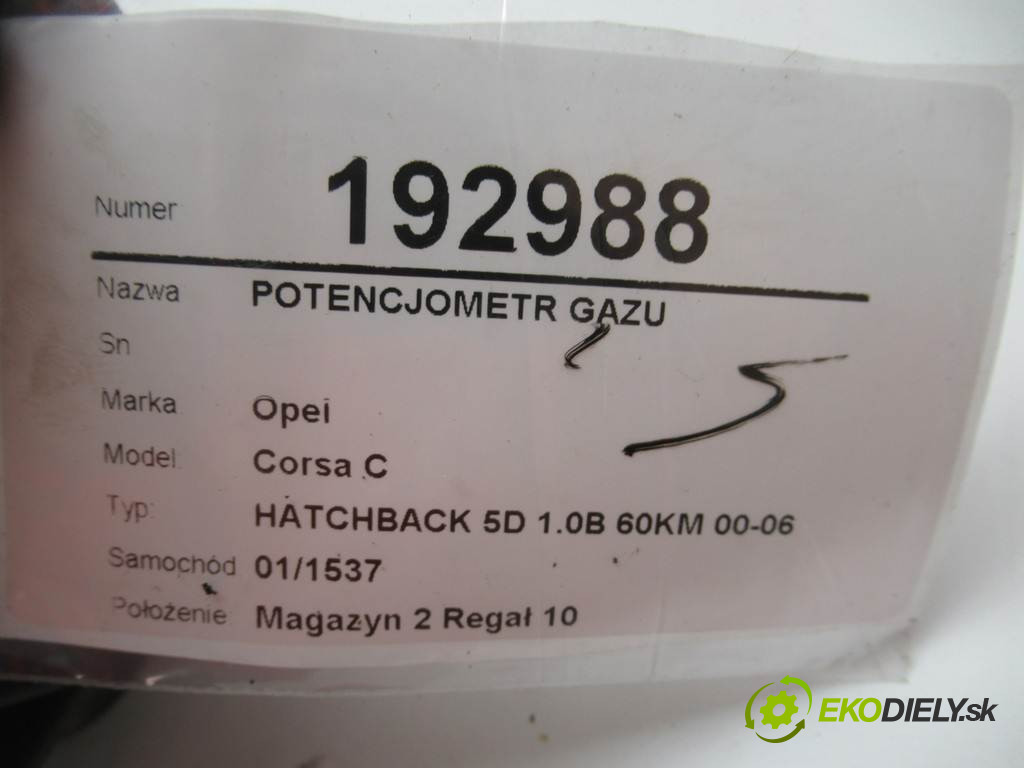 Numer 192988
Nazwa POTENCJOMETR GAZU
Sn
Marka Opel
Model: Corsa C
Typ: HATCHBACK 5D 1.0B 60KM 00-06
Samochód 01/1537
Położenie Magazyn 2 Regał 10
EKODIELY.sk